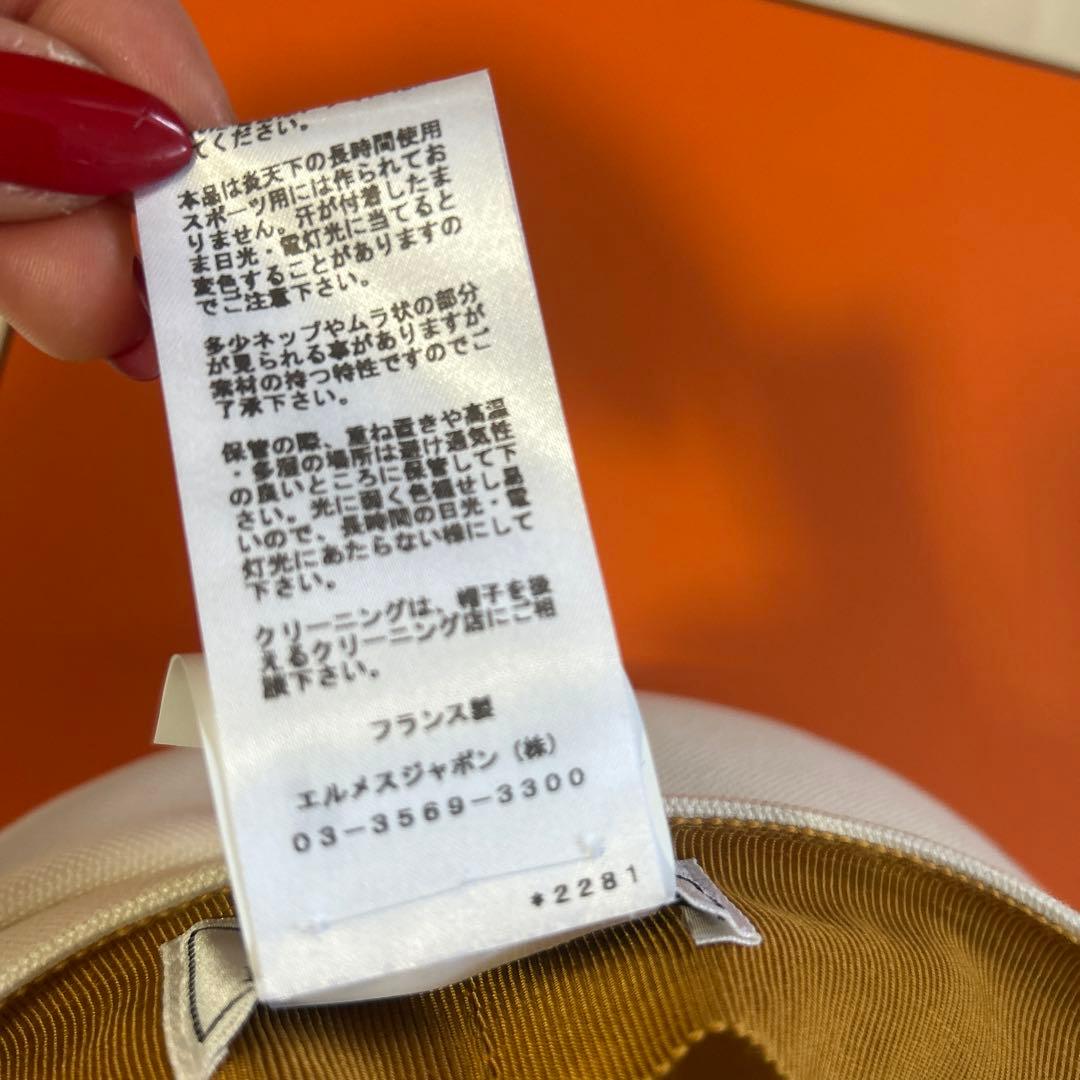 てください。
本品は炎天下の長時間使用
スポーツ用には作られてお
りません。汗が付着したま
ま日光・電灯光に当てると
変色することがありますの
でご注意下さい。
多少ネップやムラ状の部分
が見られる事がありますが
素材の持つ特性ですのでご
了承下さい。
保管の際、重ね置きや高温
・多湿の場所は避け通気性
の良いところに保管して下
さい。光に弱く色褪せし易
いので、長時間の日光・電
灯光にあたらない様にして
下さい。
クリーニングは、帽子を後
えるクリーニング店にご相
願下さい。
フランス製
エルメスジャポン(株)
03-3569-3300
*2281